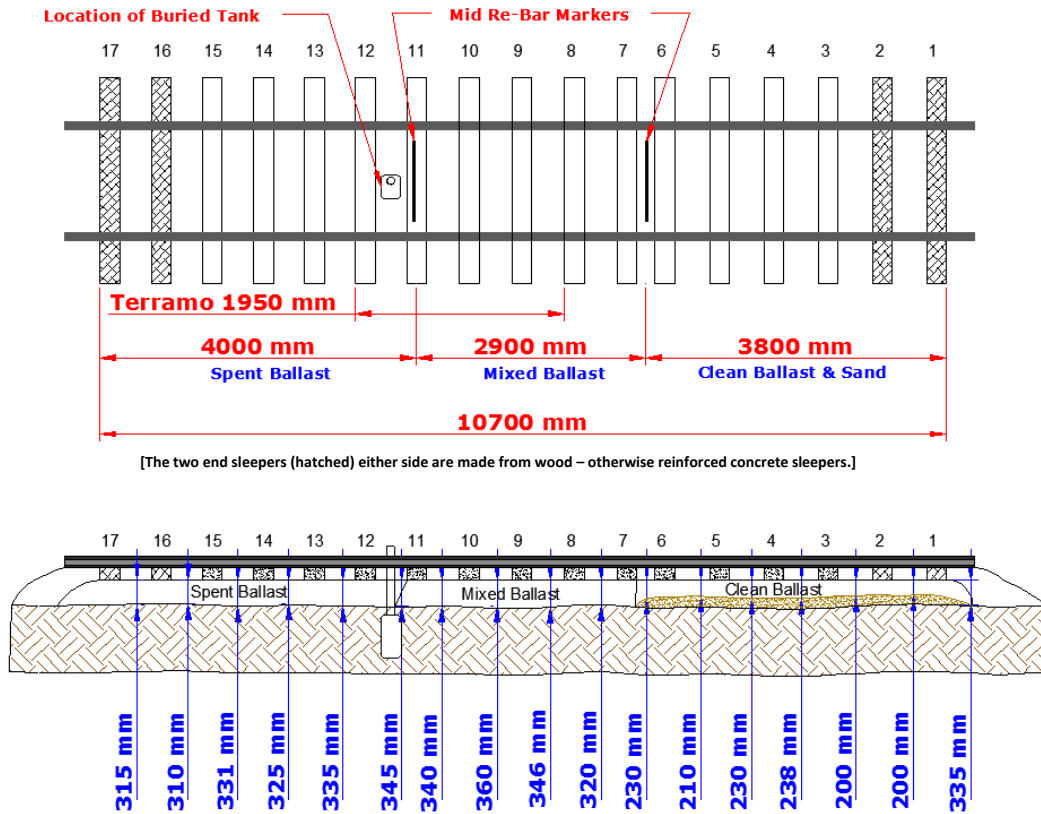 Location of Buried Tank
Mid Re-Bar Markers
17 16 15 14 13 12 11 10 9 8 7 6 5 4 3 2 1
Terramo 1950 mm
4000 mm 2900 mm 3800 mm
Spent Ballast Mixed Ballast Clean Ballast & Sand
10700 mm
[The two end sleepers (hatched) either side are made from wood – otherwise reinforced concrete sleepers.]
17 16 15 14 13 12 11 10 9 8 7 6 5 4 3 2 1
Spent Ballast Mixed Ballast Clean Ballast
315 mm
310 mm
331 mm
325 mm
335 mm
345 mm
340 mm
360 mm
346 mm
320 mm
230 mm
210 mm
230 mm
238 mm
200 mm
200 mm
335 mm